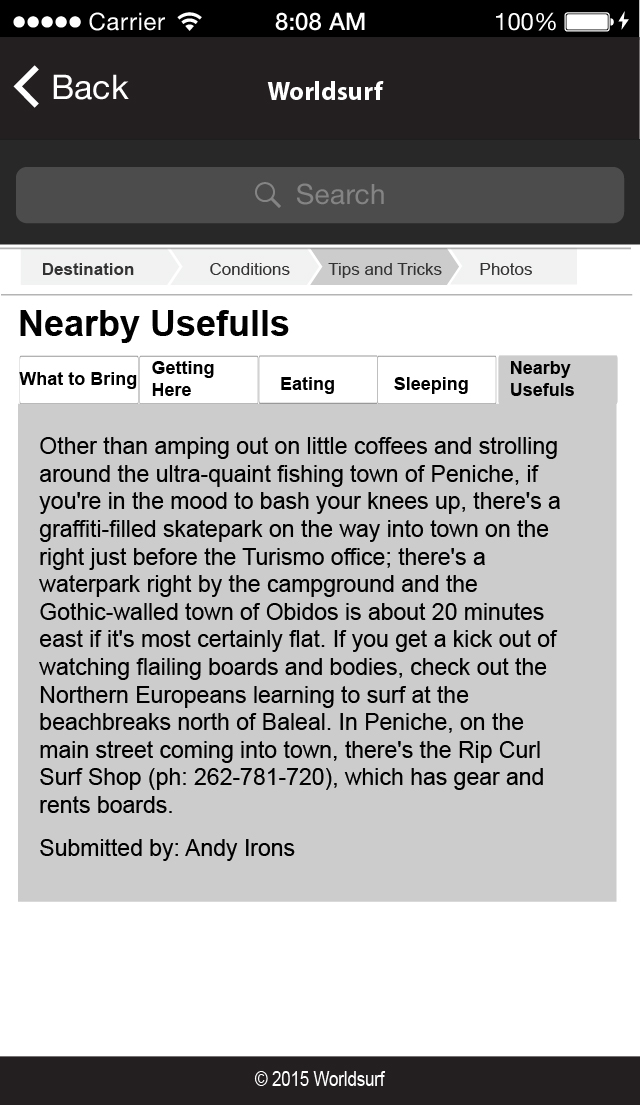 Carrier 8:08 AM 100%
Back Worldsurf
Search
Destination Conditions Tips and Tricks Photos
Nearby Usefulls
What to Bring Getting Here Eating Sleeping Nearby Usefuls
Other than amping out on little coffees and strolling
around the ultra-quaint fishing town of Peniche, if
you're in the mood to bash your knees up, there's a
graffiti-filled skatepark on the way into town on the
right just before the Turismo office; there's a
waterpark right by the campground and the
Gothic-walled town of Obidos is about 20 minutes
east if it's most certainly flat. If you get a kick out of
watching flailing boards and bodies, check out the
Northern Europeans learning to surf at the
beachbreaks north of Baleal. In Peniche, on the
main street coming into town, there's the Rip Curl
Surf Shop (ph: 262-781-720), which has gear and
rents boards.
Submitted by: Andy Irons
© 2015 Worldsurf